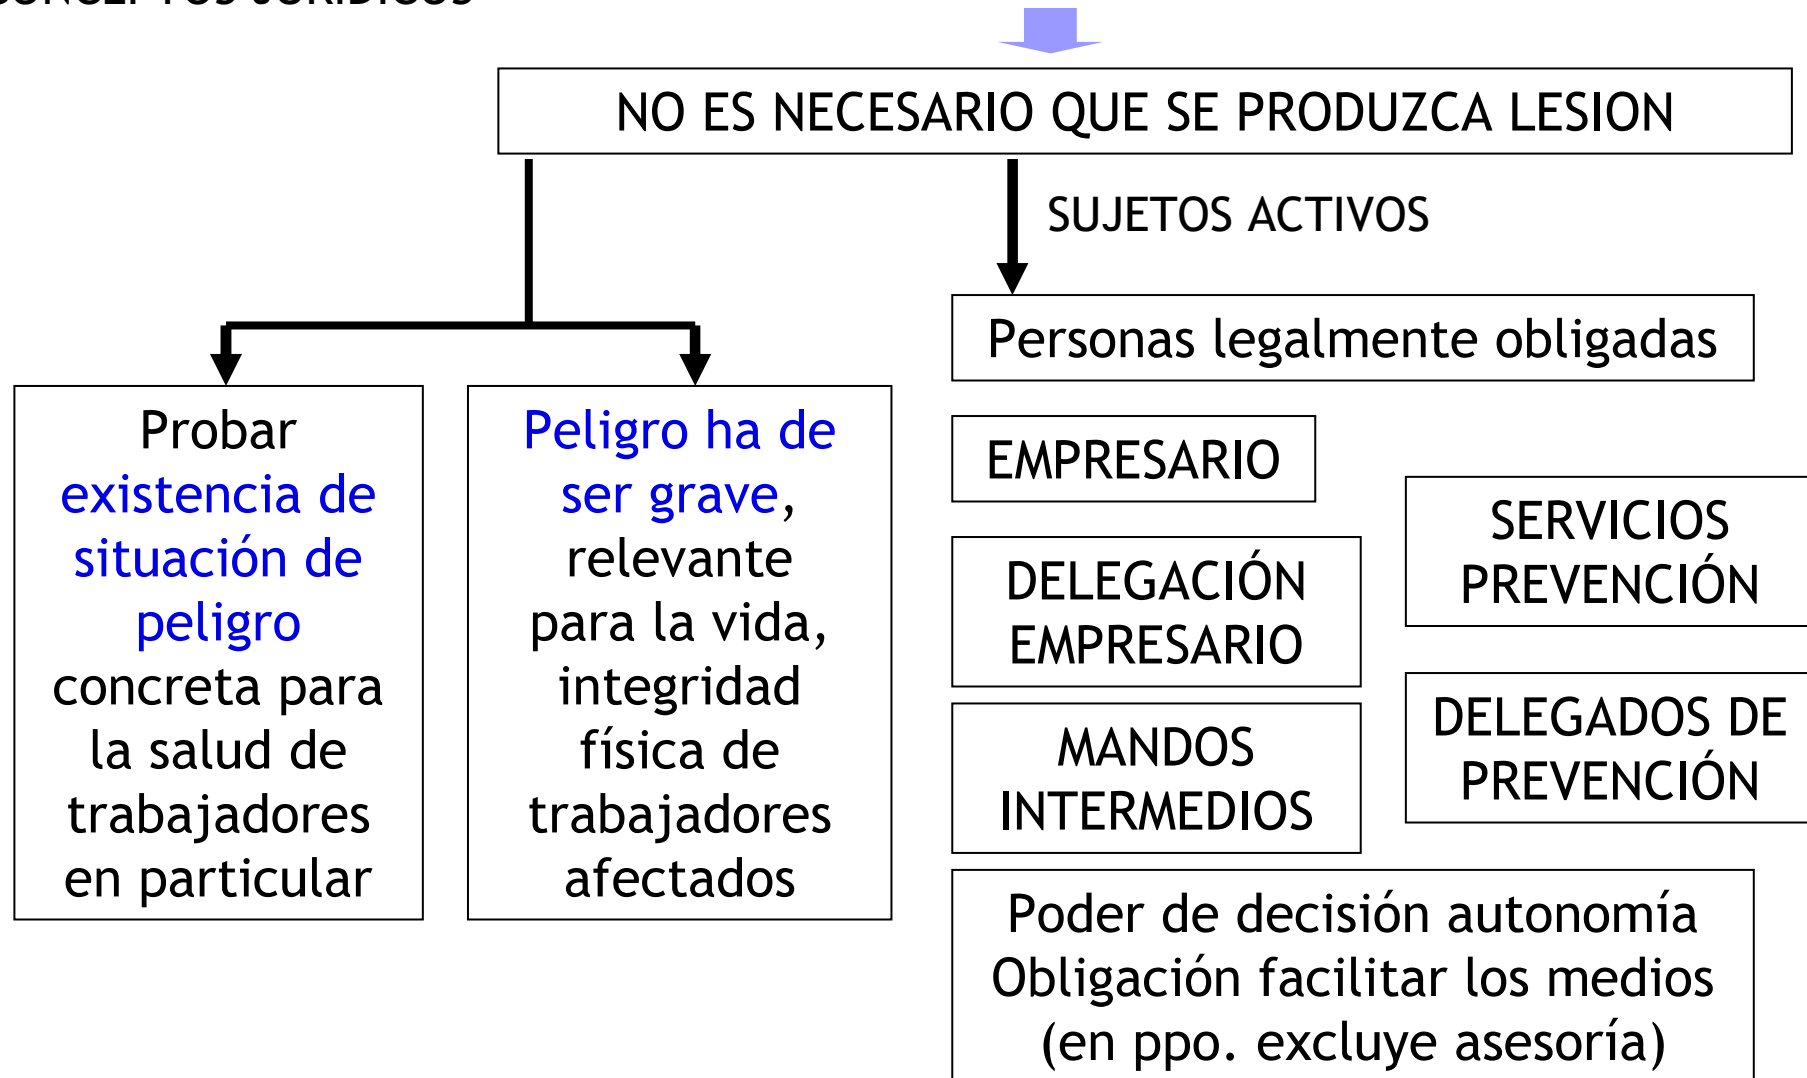 CONCEPTOS JURÍDICOS
NO ES NECESARIO QUE SE PRODUZCA LESION
SUJETOS ACTIVOS
Personas legalmente obligadas
Probar
existencia de
situación de
peligro
concreta para
la salud de
trabajadores
en particular
Peligro ha de
ser grave,
relevante
para la vida,
integridad
física de
trabajadores
afectados
EMPRESARIO
DELEGACIÓN
EMPRESARIO
MANDOS
INTERMEDIOS
SERVICIOS
PREVENCIÓN
DELEGADOS DE
PREVENCIÓN
Poder de decisión autonomía
Obligación facilitar los medios
(en ppo. excluye asesoría)